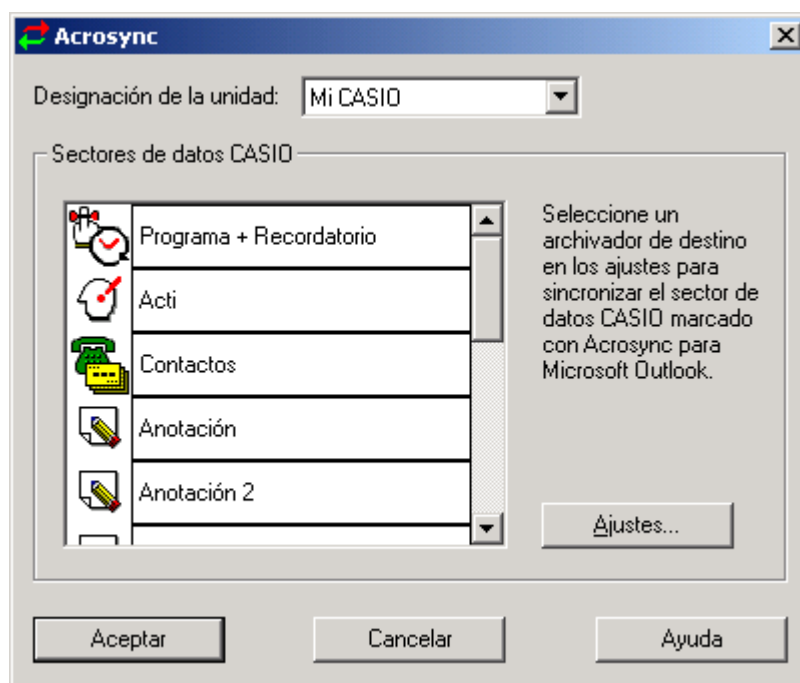 Acrosync
Designación de la unidad: Mi CASIO
Sectores de datos CASIO
Programa + Recordatorio
Acti
Contactos
Anotación
Anotación 2
Seleccione un
archivador de destino
en los ajustes para
sincronizar el sector de
datos CASIO marcado
con Acrosync para
Microsoft Outlook.
Ajustes...
Aceptar Cancelar Ayuda